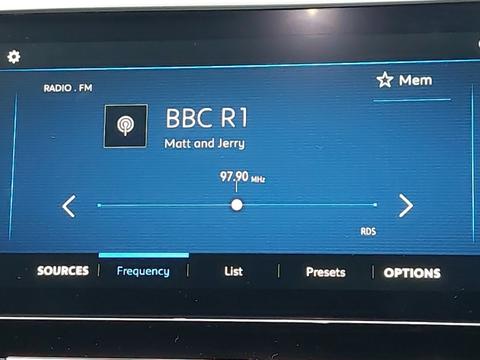 RADIO . FM
Mem
BBC R1
Matt and Jerry
97.90 MHz
RDS
SOURCES
Frequency
List
Presets
OPTIONS